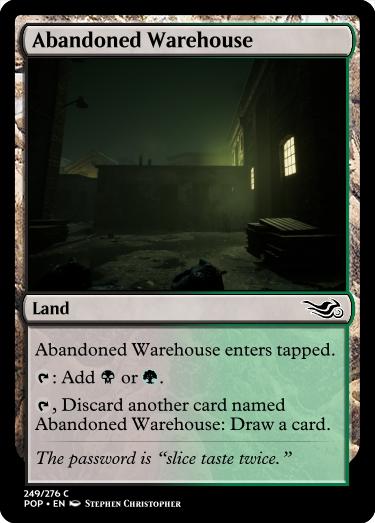 Abandoned Warehouse
Land
Abandoned Warehouse enters tapped.
: Add or .
, Discard another card named
Abandoned Warehouse: Draw a card.
The password is “slice taste twice.”
249/276 C
POP • EN Stephen Christopher